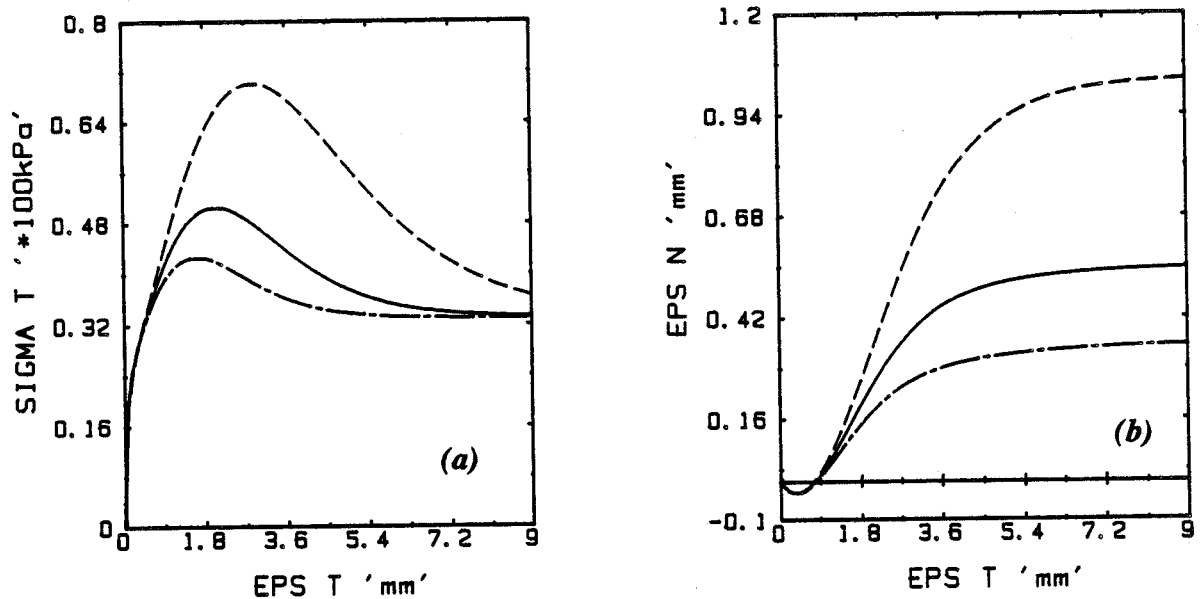 0.8
0.64
0.48
0.32
0.16
0
SIGMA T '*100kPa'
(a)
0 1.8 3.6 5.4 7.2 9
EPS T 'mm'
1.2
0.94
0.68
0.42
0.16
-0.1
EPS N 'mm'
(b)
0 1.8 3.6 5.4 7.2 9
EPS T 'mm'